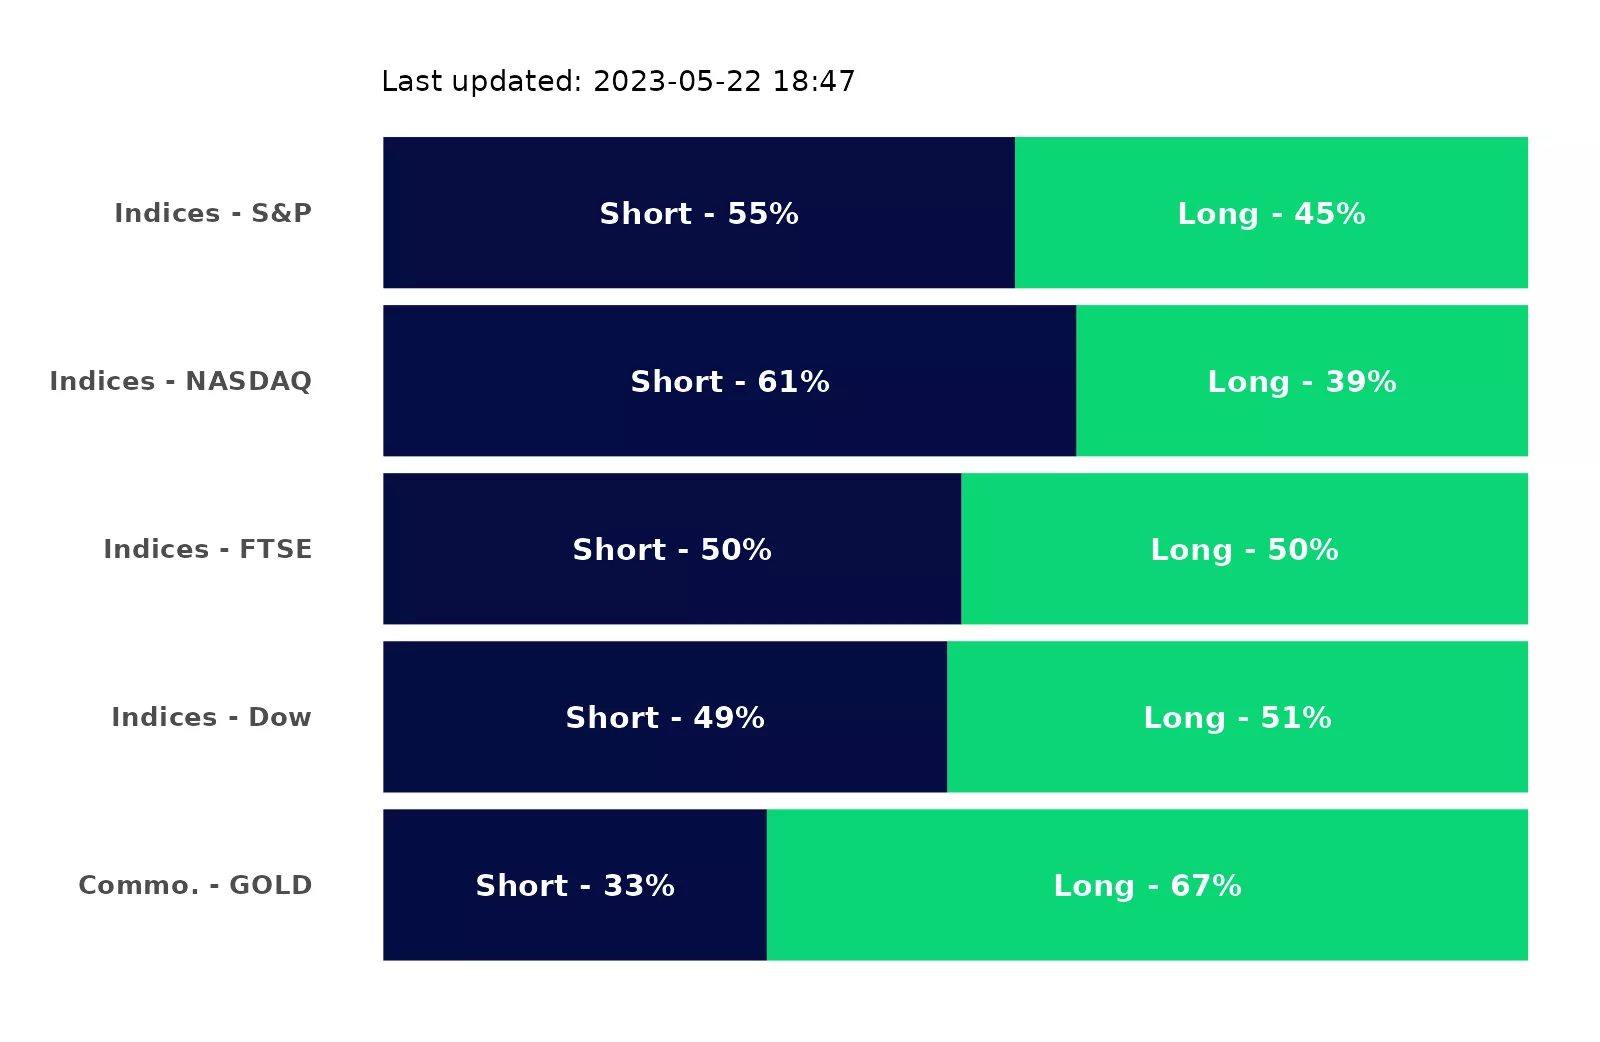 Last updated: 2023-05-22 18:47
Indices - S&P Short - 55% Long - 45%
Indices - NASDAQ Short - 61% Long - 39%
Indices - FTSE Short - 50% Long - 50%
Indices - Dow Short - 49% Long - 51%
Commo. - GOLD Short - 33% Long - 67%